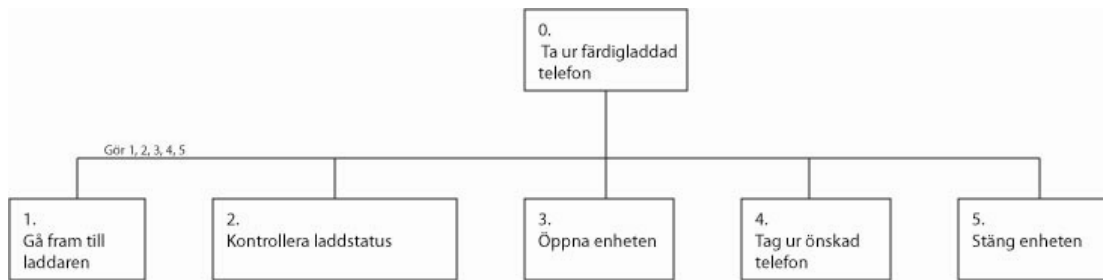 0.
Ta ur färdigladdad
telefon
Gör 1, 2, 3, 4, 5
1.
Gå fram till
laddaren
2.
Kontrollera laddstatus
3.
Öppna enheten
4.
Tag ur önskad
telefon
5.
Stäng enheten